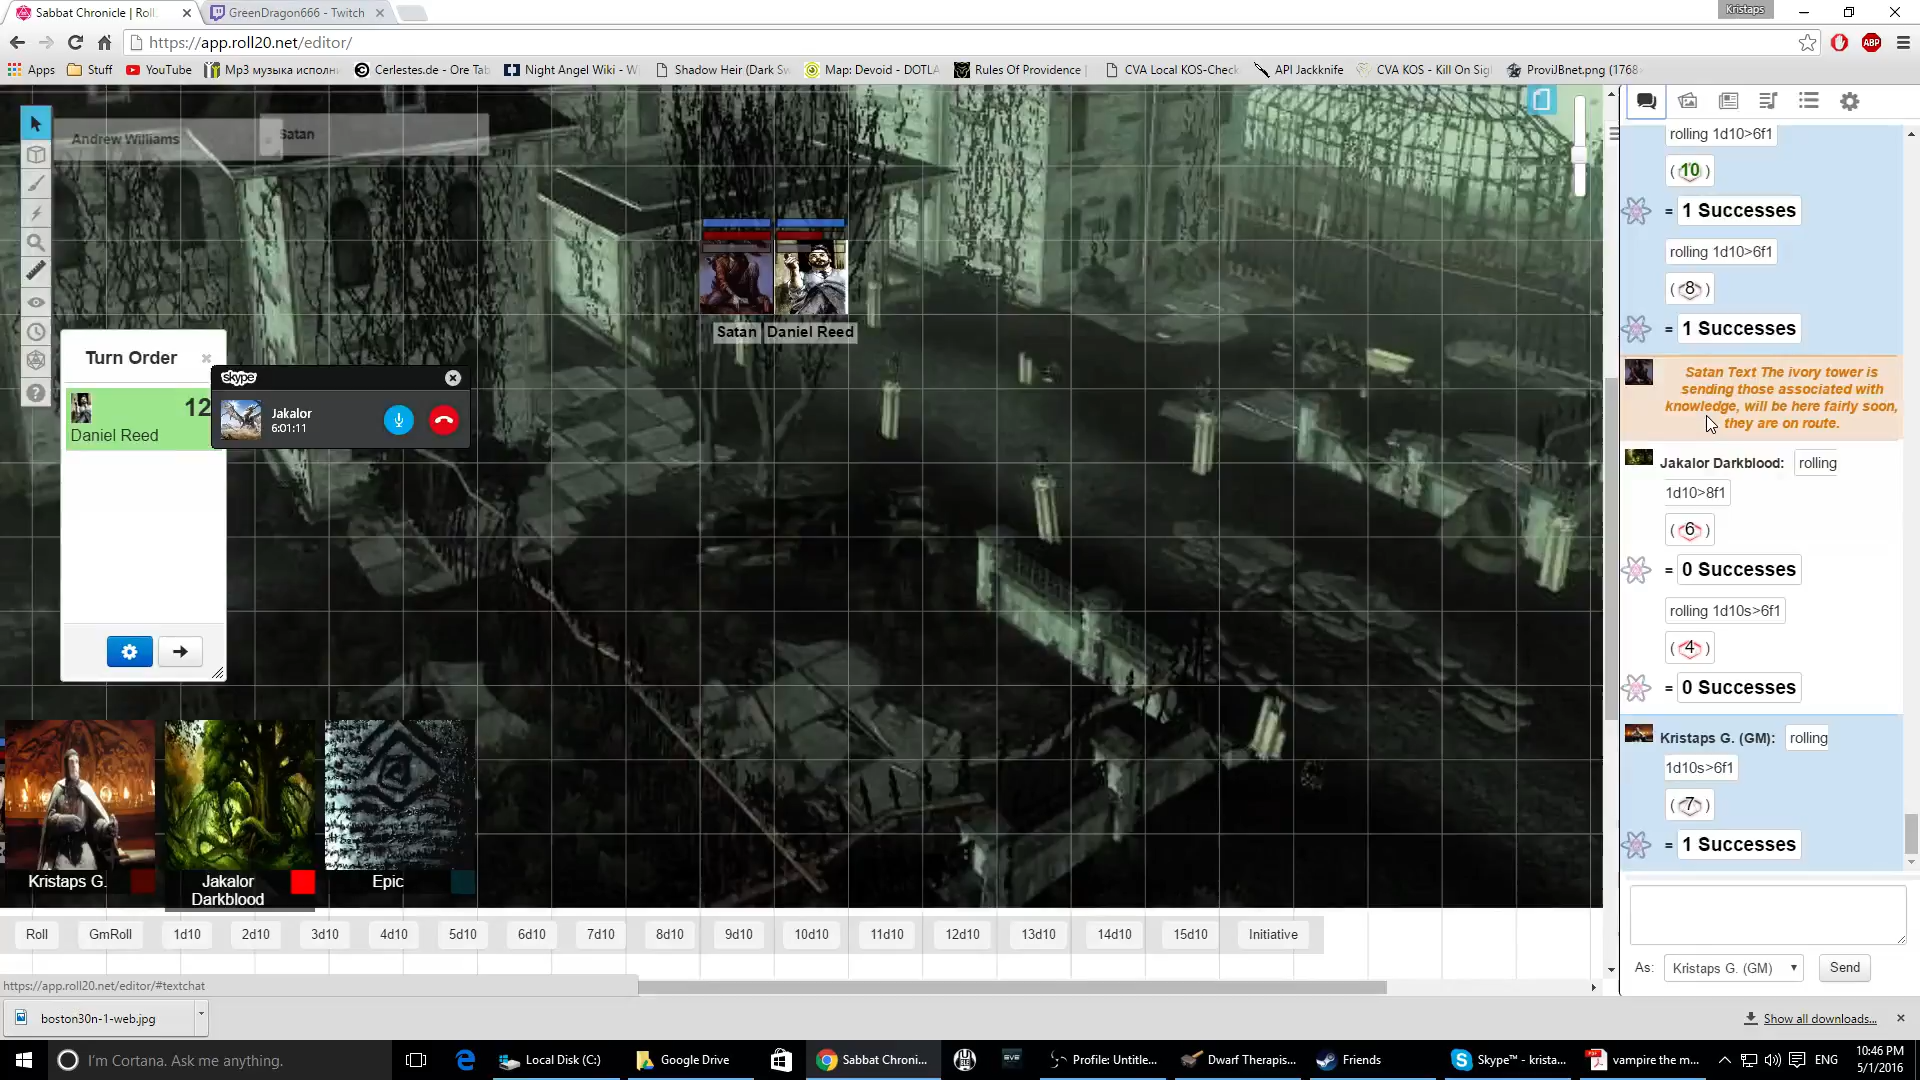 Sabbat Chronicle | Roll
GreenDragon666 - Twitch
Kristaps
https://app.roll20.net/editor/
Apps
Stuff
YouTube
Mp3 музыка исполни
Cerlestes.de - Ore Tab
Night Angel Wiki - W
Shadow Heir (Dark Sw
Map: Devoid - DOTLA
Rules Of Providence |
CVA Local KOS-Check
API Jackknife
CVA KOS - Kill On Sig
ProviJBnet.png (1768
ABP
Andrew Williams
Satan
Satan
Daniel Reed
Turn Order
12
Daniel Reed
skype
Jakalor
6:01:11
Kristaps G.
Jakalor
Darkblood
Epic
rolling 1d10>6f1
(10)
= 1 Successes
rolling 1d10>6f1
(8)
= 1 Successes
Satan Text The ivory tower is
sending those associated with
knowledge, will be here fairly soon,
they are on route.
Jakalor Darkblood: rolling
1d10>8f1
(6)
= 0 Successes
rolling 1d10s>6f1
(4)
= 0 Successes
Kristaps G. (GM): rolling
1d10s>6f1
(7)
= 1 Successes
As: Kristaps G. (GM) Send
Roll GmRoll 1d10 2d10 3d10 4d10 5d10 6d10 7d10 8d10 9d10 10d10 11d10 12d10 13d10 14d10 15d10 Initiative
https://app.roll20.net/editor/#textchat
boston30n-1-web.jpg
Show all downloads...
I'm Cortana. Ask me anything.
Local Disk (C:)
Google Drive
Sabbat Chroni...
EVE
Profile: Untitle...
Dwarf Therapis...
Friends
Skype™ - krista...
vampire the m...
ENG
10:46 PM
5/1/2016